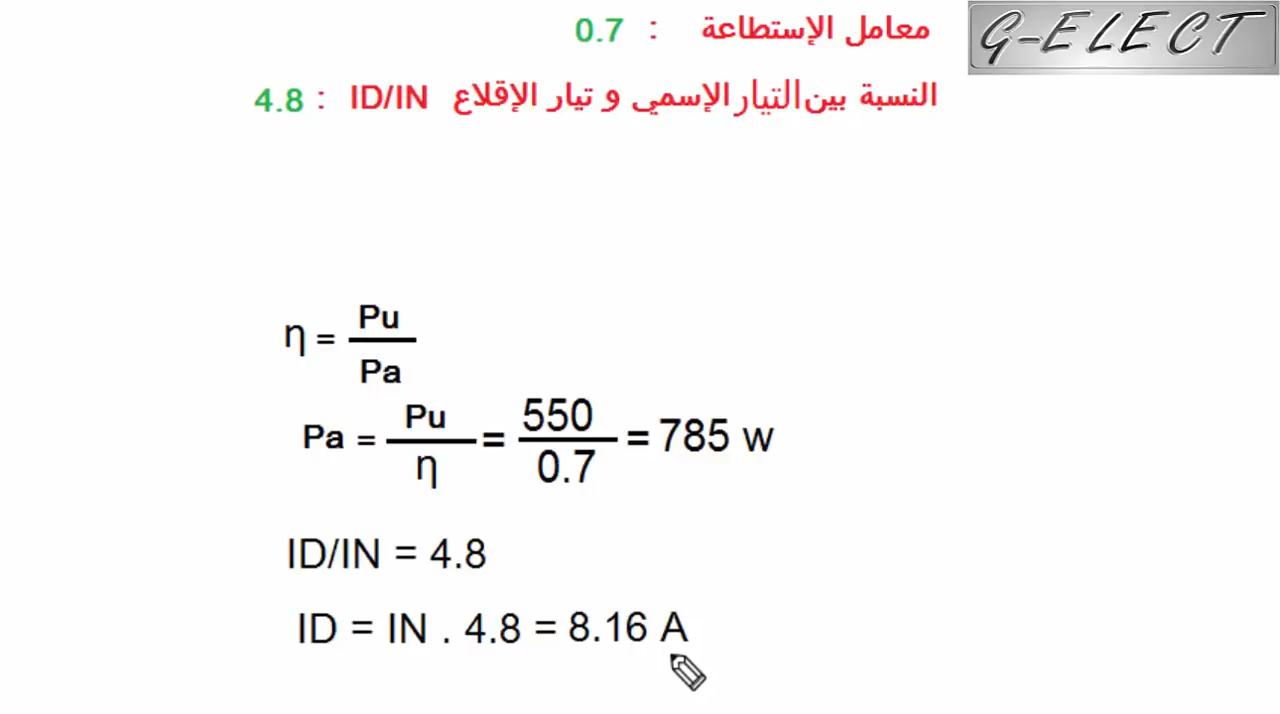 G-ELECT
معامل الإستطاعة : 0.7
النسبة بين التيار الإسمي و تيار الإقلاع ID/IN : 4.8
η = Pu / Pa
Pa = Pu / η = 550 / 0.7 = 785 w
ID/IN = 4.8
ID = IN . 4.8 = 8.16 A